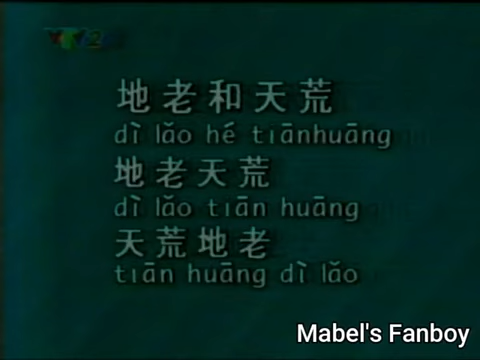 VTV2
地老和天荒
dì lǎo hé tiānhuāng
地老天荒
dì lǎo tiān huāng
天荒地老
tiān huāng dì lǎo
Mabel's Fanboy